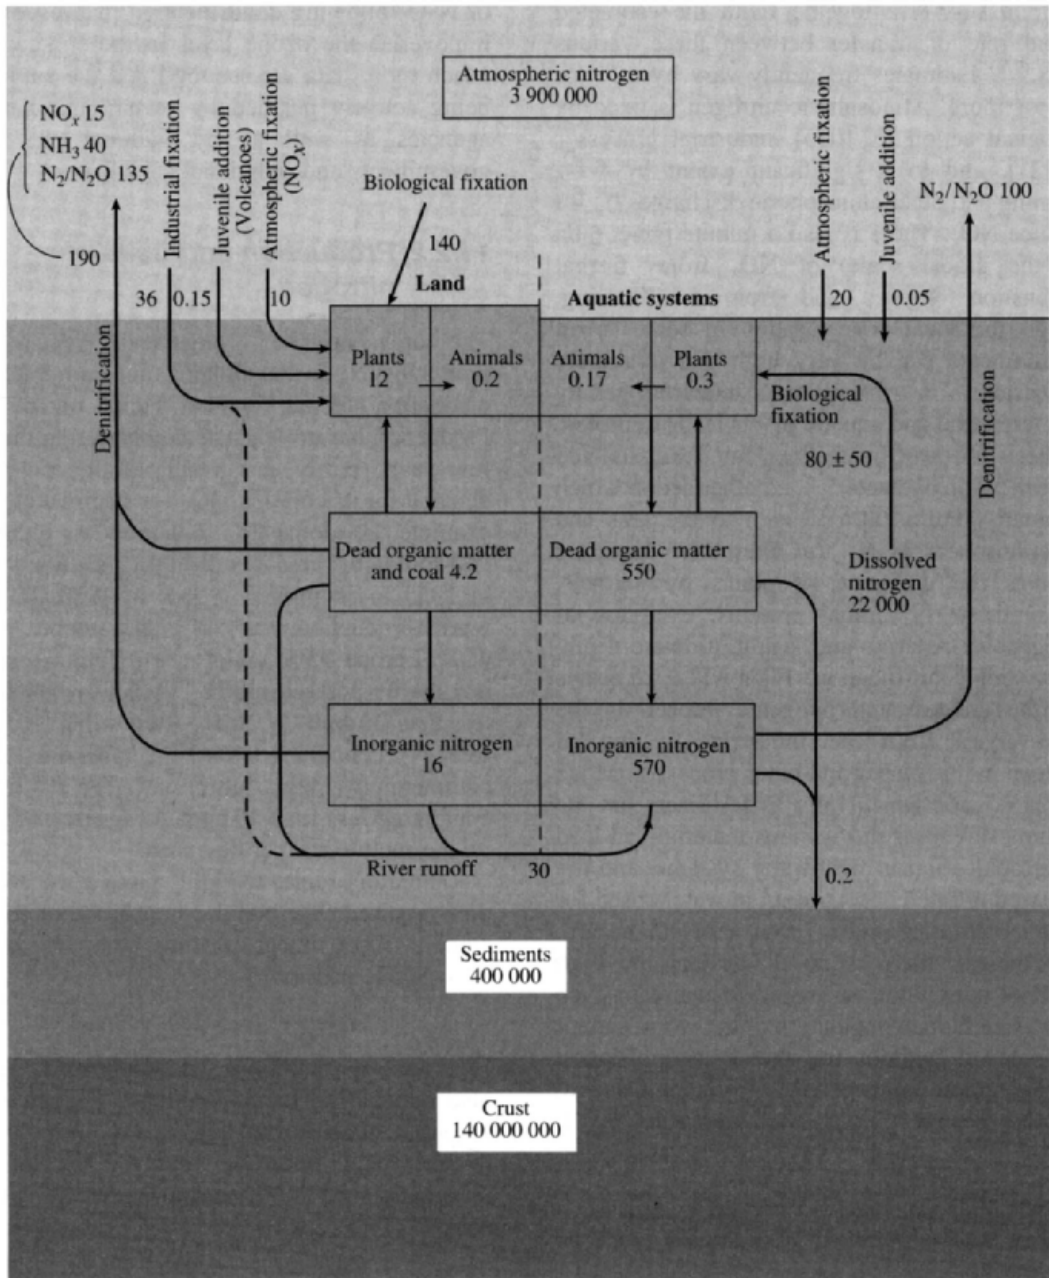 Atmospheric nitrogen
3 900 000
NOx 15
NH3 40
N2/N2O 135
190
Denitrification
Industrial fixation
36
Juvenile addition
(Volcanoes)
0.15
Atmospheric fixation
(NOx)
10
Biological fixation
140
Land
Aquatic systems
Atmospheric fixation
20
Juvenile addition
0.05
N2/N2O 100
Denitrification
Plants
12
Animals
0.2
Animals
0.17
Plants
0.3
Biological
fixation
80 ± 50
Dead organic matter
and coal 4.2
Dead organic matter
550
Dissolved
nitrogen
22 000
Inorganic nitrogen
16
Inorganic nitrogen
570
River runoff
30
0.2
Sediments
400 000
Crust
140 000 000